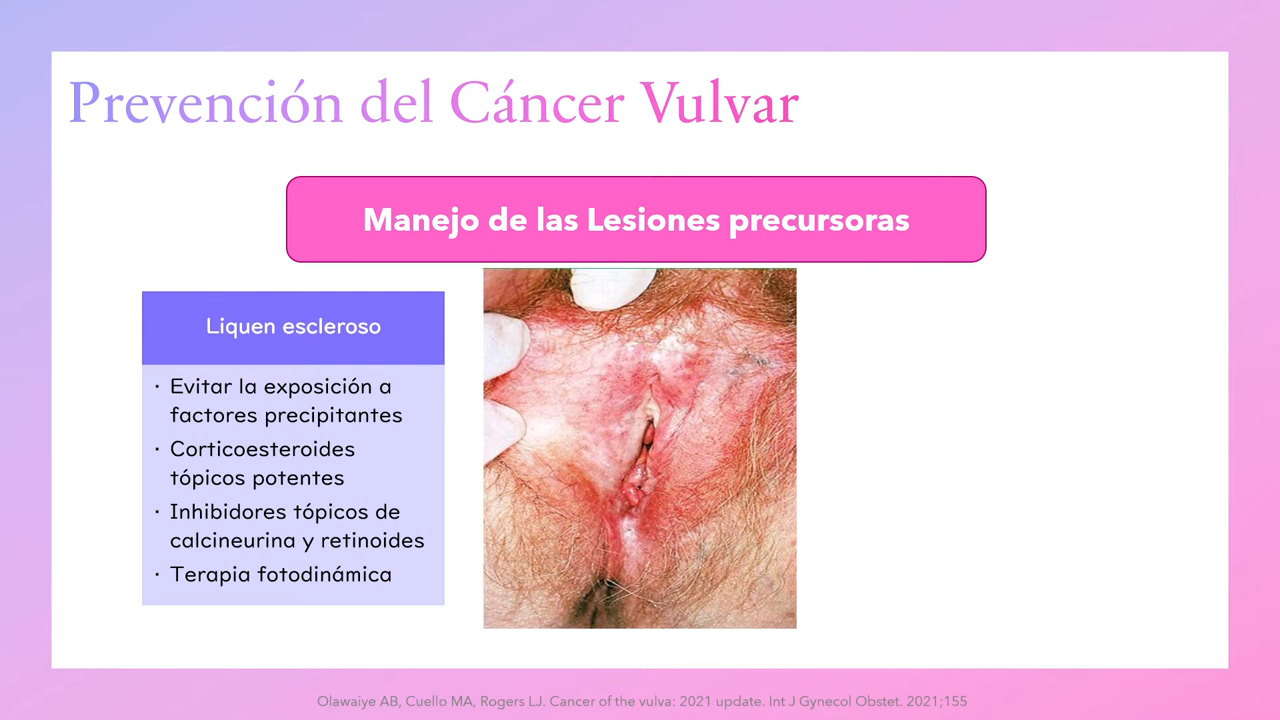 Prevención del Cáncer Vulvar
Manejo de las Lesiones precursoras
Liquen escleroso
· Evitar la exposición a
factores precipitantes
· Corticoesteroides
tópicos potentes
· Inhibidores tópicos de
calcineurina y retinoides
· Terapia fotodinámica
Olawaiye AB, Cuello MA, Rogers LJ. Cancer of the vulva: 2021 update. Int J Gynecol Obstet. 2021;155